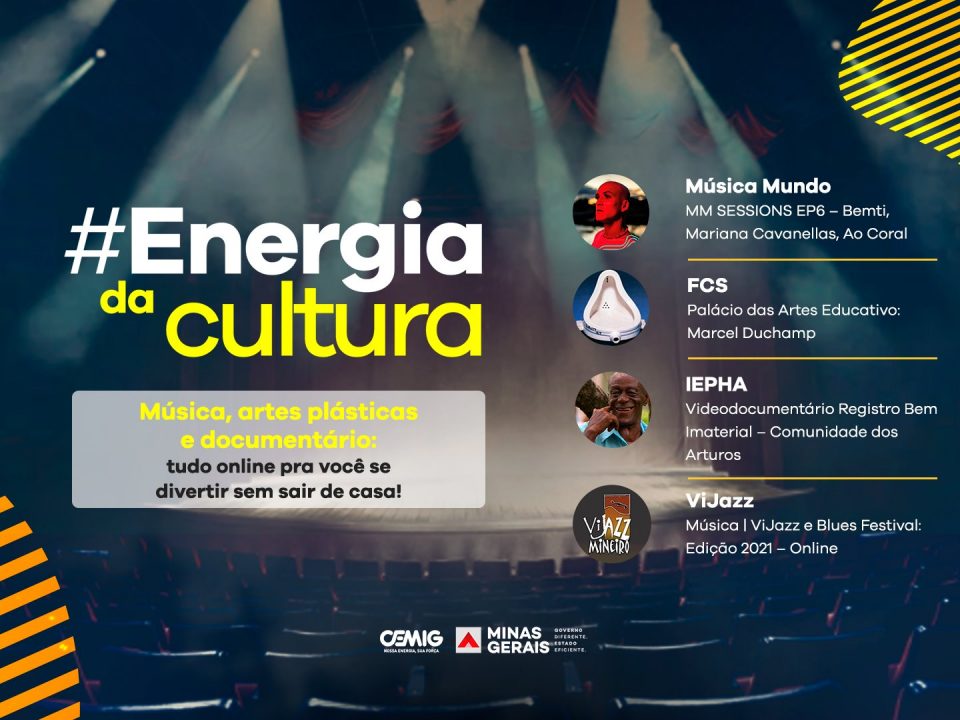 #Energia
da
cultura
Música, artes plásticas
e documentário:
tudo online pra você se
divertir sem sair de casa!
Música Mundo
MM SESSIONS EP6 – Bemti,
Mariana Cavanellas, Ao Coral
FCS
Palácio das Artes Educativo:
Marcel Duchamp
IEPHA
Videodocumentário Registro Bem
Imaterial – Comunidade dos
Arturos
ViJAZZ
MINEIRO
ViJazz
Música | ViJazz e Blues Festival:
Edição 2021 – Online
CEMIG
NOSSA ENERGIA, SUA FORÇA
MINAS
GERAIS
GOVERNO
DIFERENTE.
ESTADO
EFICIENTE.